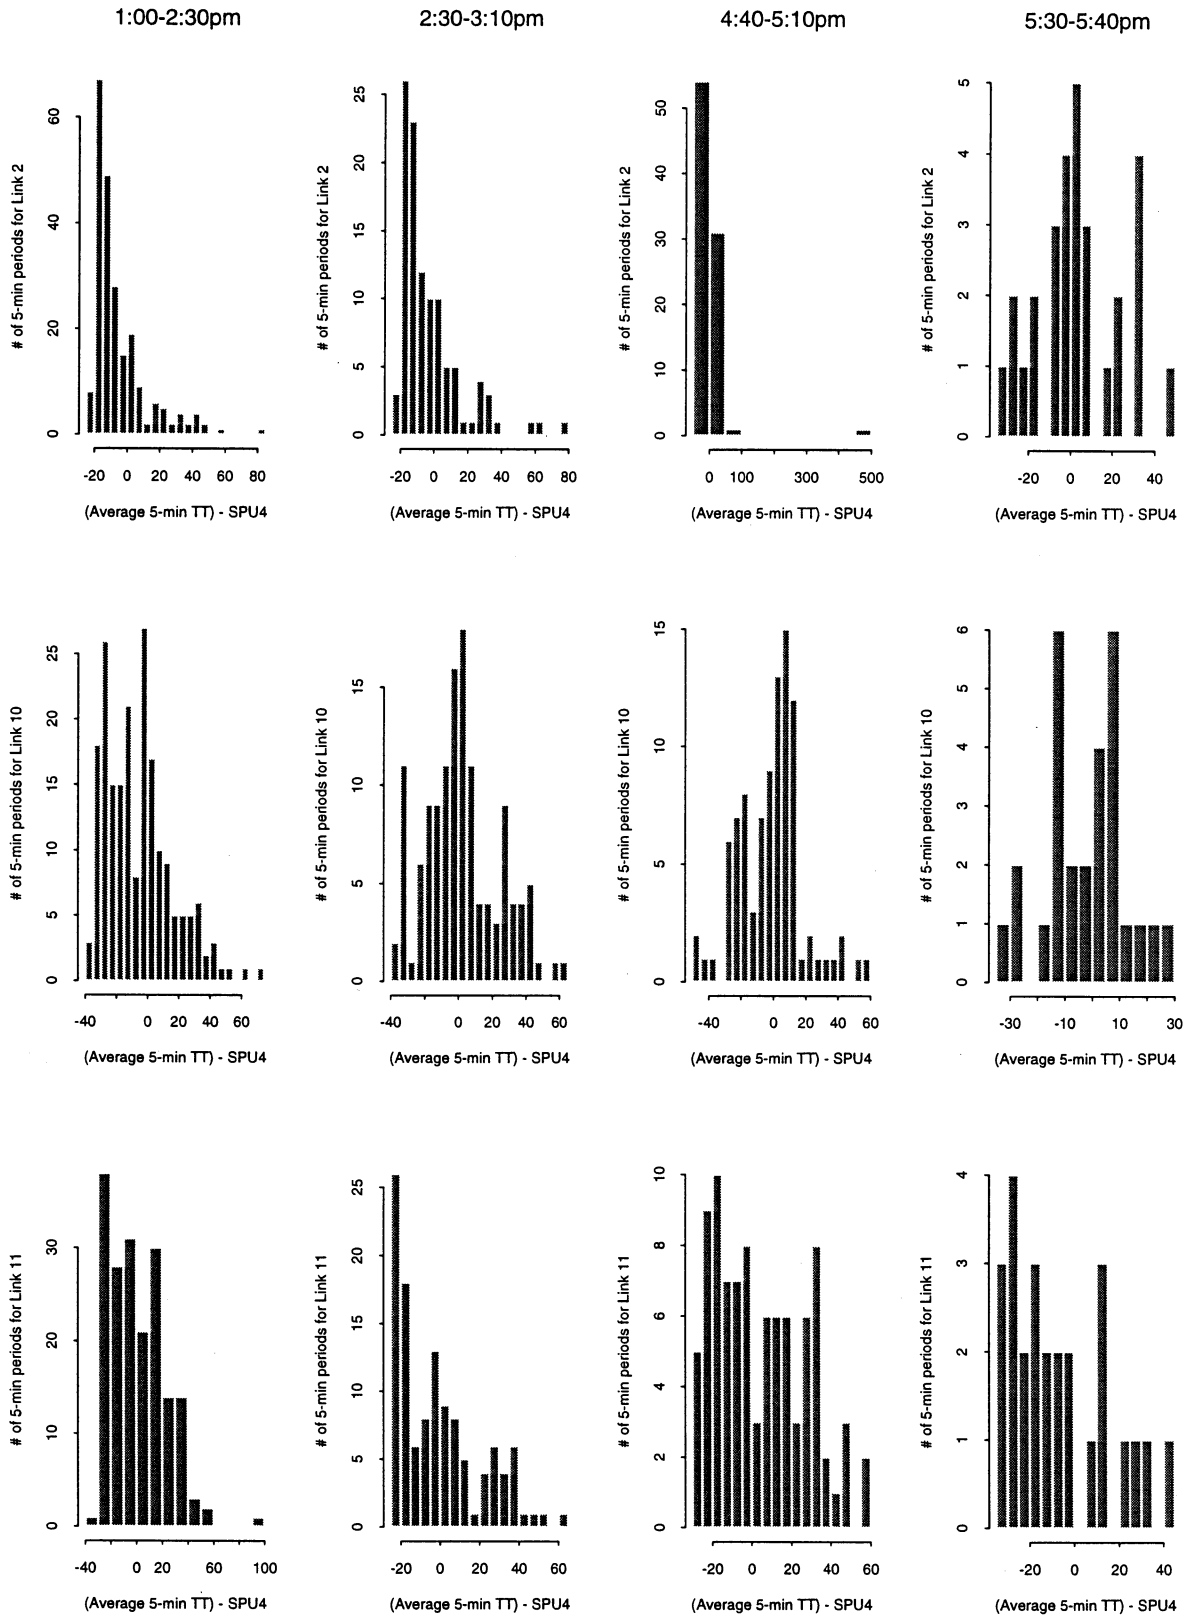 1:00-2:30pm
2:30-3:10pm
4:40-5:10pm
5:30-5:40pm
# of 5-min periods for Link 2
0 20 40 60
-20 0 20 40 60 80
(Average 5-min TT) - SPU4
# of 5-min periods for Link 2
0 5 10 15 20 25
-20 0 20 40 60 80
(Average 5-min TT) - SPU4
# of 5-min periods for Link 2
0 10 20 30 40 50
0 100 300 500
(Average 5-min TT) - SPU4
# of 5-min periods for Link 2
0 1 2 3 4 5
-20 0 20 40
(Average 5-min TT) - SPU4
# of 5-min periods for Link 10
0 5 10 15 20 25
-40 0 20 40 60
(Average 5-min TT) - SPU4
# of 5-min periods for Link 10
0 5 10 15
-40 0 20 40 60
(Average 5-min TT) - SPU4
# of 5-min periods for Link 10
0 5 10 15
-40 0 20 40 60
(Average 5-min TT) - SPU4
# of 5-min periods for Link 10
0 1 2 3 4 5 6
-30 -10 10 30
(Average 5-min TT) - SPU4
# of 5-min periods for Link 11
0 10 20 30
-40 0 20 40 60 100
(Average 5-min TT) - SPU4
# of 5-min periods for Link 11
0 5 10 15 20 25
-20 0 20 40 60
(Average 5-min TT) - SPU4
# of 5-min periods for Link 11
0 2 4 6 8 10
-20 0 20 40 60
(Average 5-min TT) - SPU4
# of 5-min periods for Link 11
0 1 2 3 4
-20 0 20 40
(Average 5-min TT) - SPU4